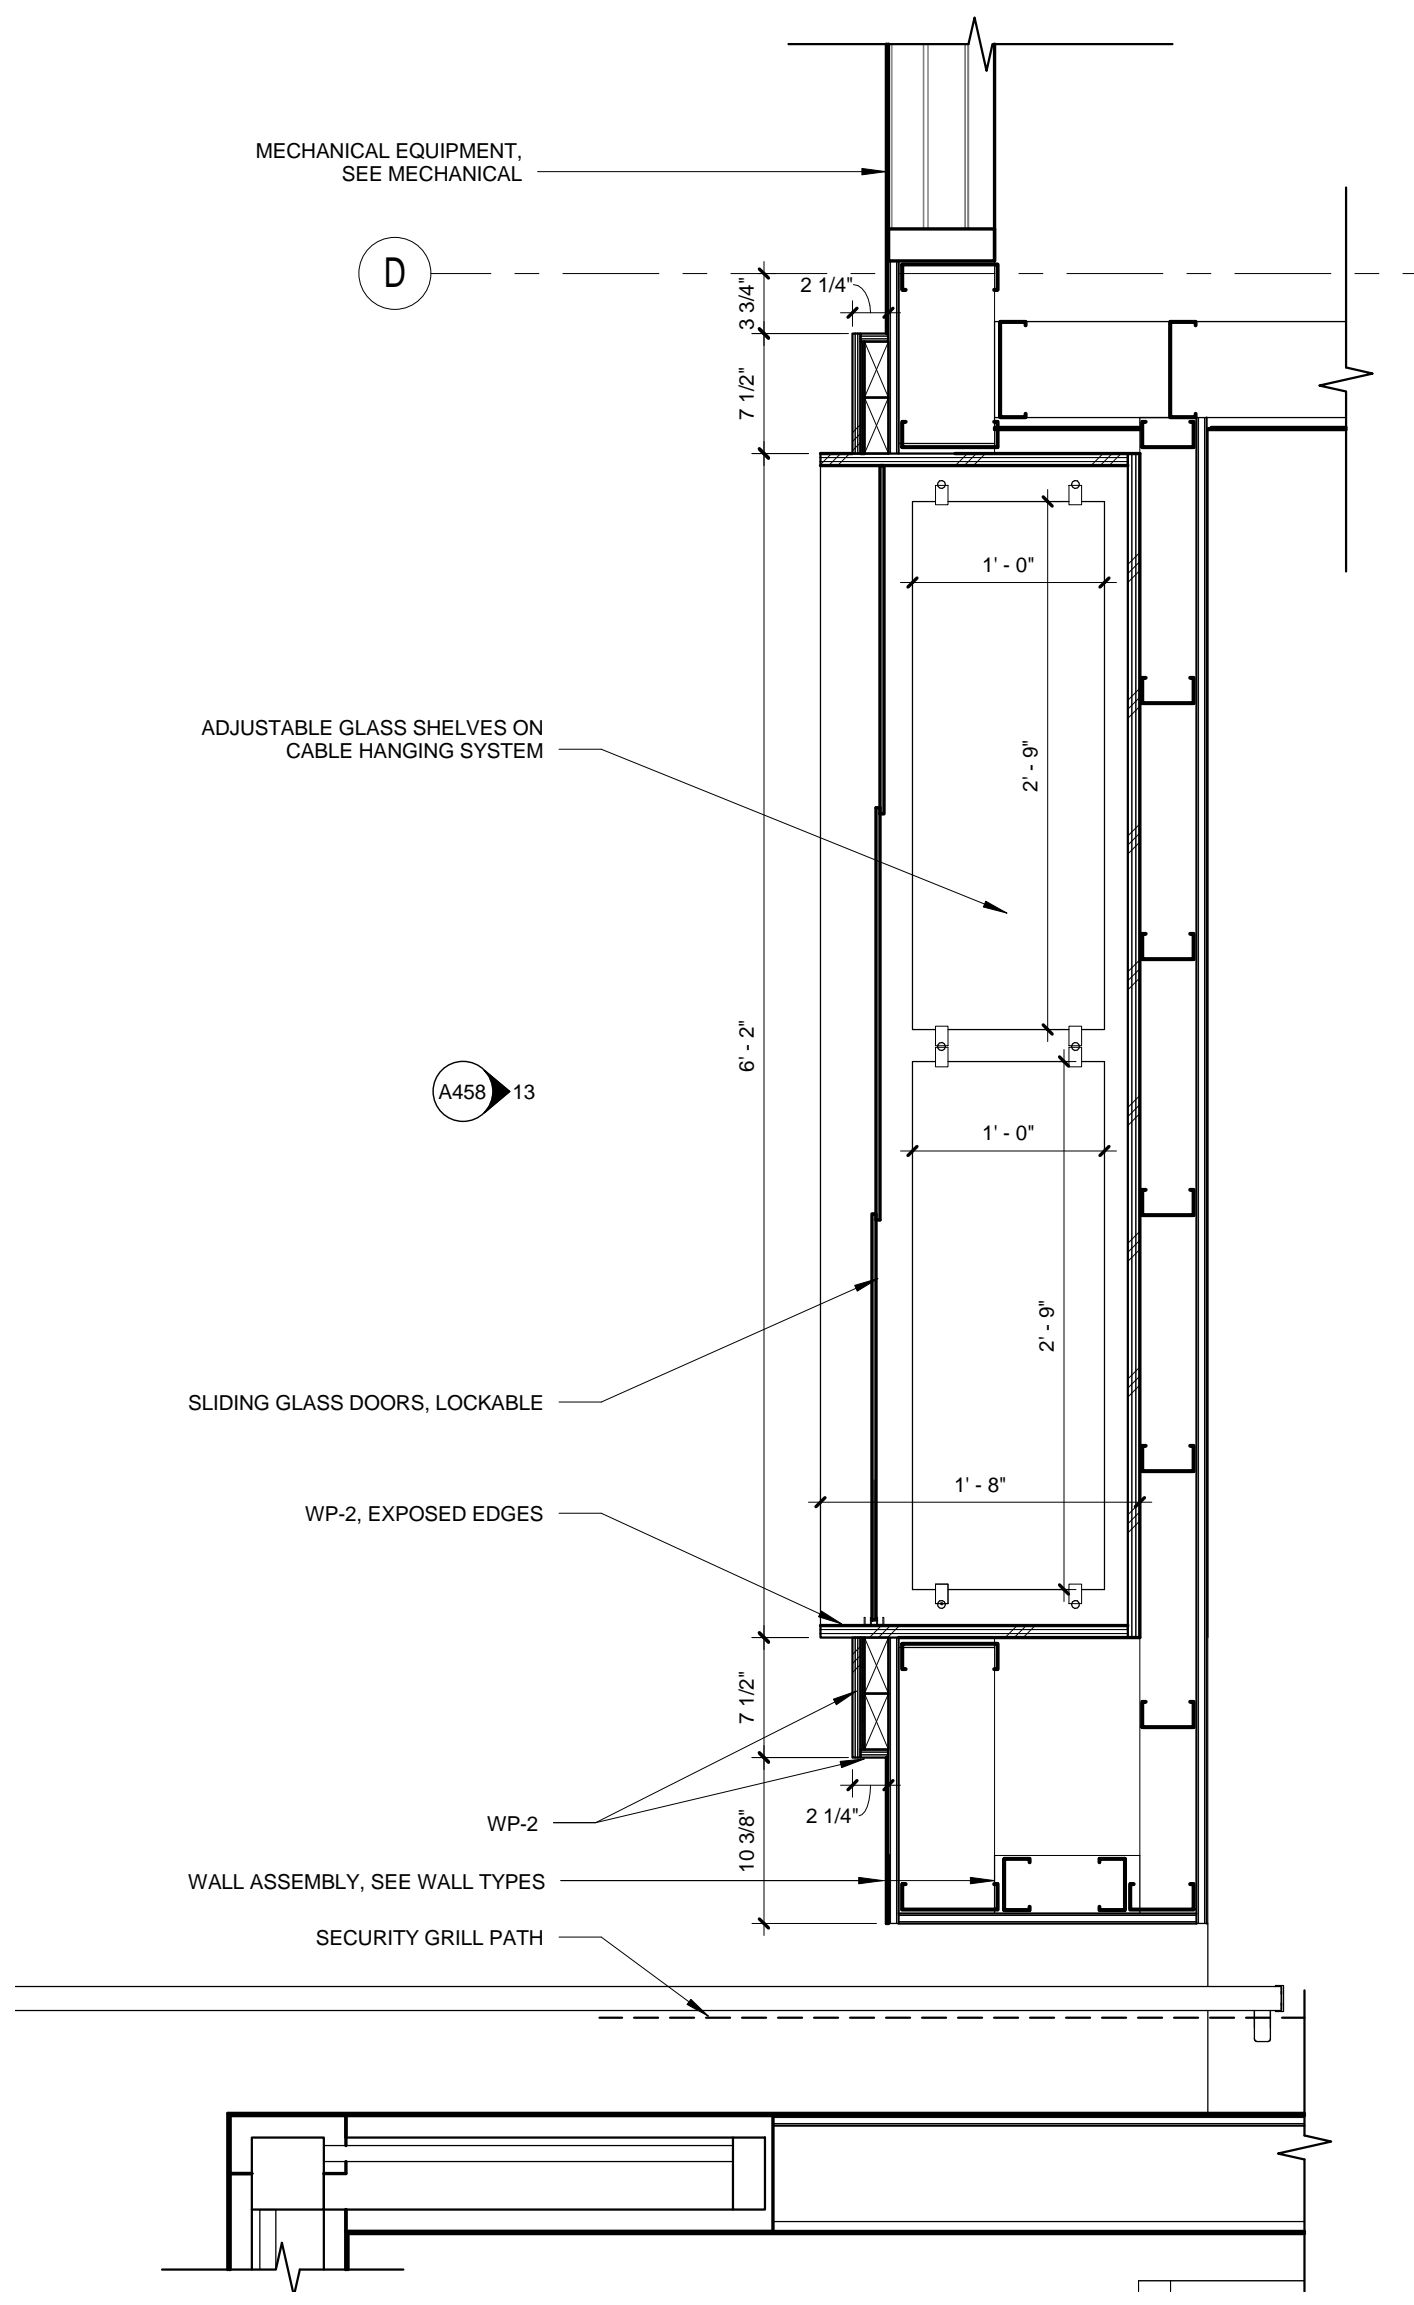 MECHANICAL EQUIPMENT,
SEE MECHANICAL
D
3 3/4"
2 1/4"
7 1/2"
1' - 0"
2' - 9"
ADJUSTABLE GLASS SHELVES ON
CABLE HANGING SYSTEM
6' - 2"
A458
13
1' - 0"
2' - 9"
SLIDING GLASS DOORS, LOCKABLE
1' - 8"
WP-2, EXPOSED EDGES
7 1/2"
2 1/4"
WP-2
10 3/8"
WALL ASSEMBLY, SEE WALL TYPES
SECURITY GRILL PATH